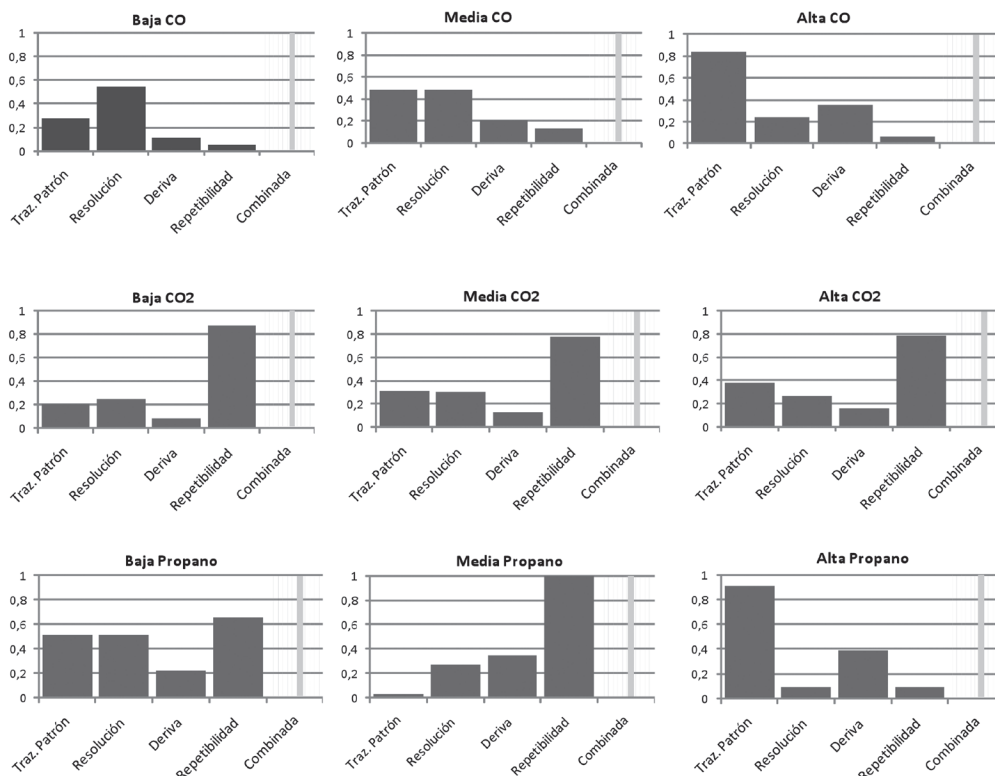 Baja CO
1
0,8
0,6
0,4
0,2
0
Traz. Patrón
Resolución
Deriva
Repetibilidad
Combinada
Media CO
1
0,8
0,6
0,4
0,2
0
Traz. Patrón
Resolución
Deriva
Repetibilidad
Combinada
Alta CO
1
0,8
0,6
0,4
0,2
0
Traz. Patrón
Resolución
Deriva
Repetibilidad
Combinada
Baja CO2
1
0,8
0,6
0,4
0,2
0
Traz. Patrón
Resolución
Deriva
Repetibilidad
Combinada
Media CO2
1
0,8
0,6
0,4
0,2
0
Traz. Patrón
Resolución
Deriva
Repetibilidad
Combinada
Alta CO2
1
0,8
0,6
0,4
0,2
0
Traz. Patrón
Resolución
Deriva
Repetibilidad
Combinada
Baja Propano
1
0,8
0,6
0,4
0,2
0
Traz. Patrón
Resolución
Deriva
Repetibilidad
Combinada
Media Propano
1
0,8
0,6
0,4
0,2
0
Traz. Patrón
Resolución
Deriva
Repetibilidad
Combinada
Alta Propano
1
0,8
0,6
0,4
0,2
0
Traz. Patrón
Resolución
Deriva
Repetibilidad
Combinada